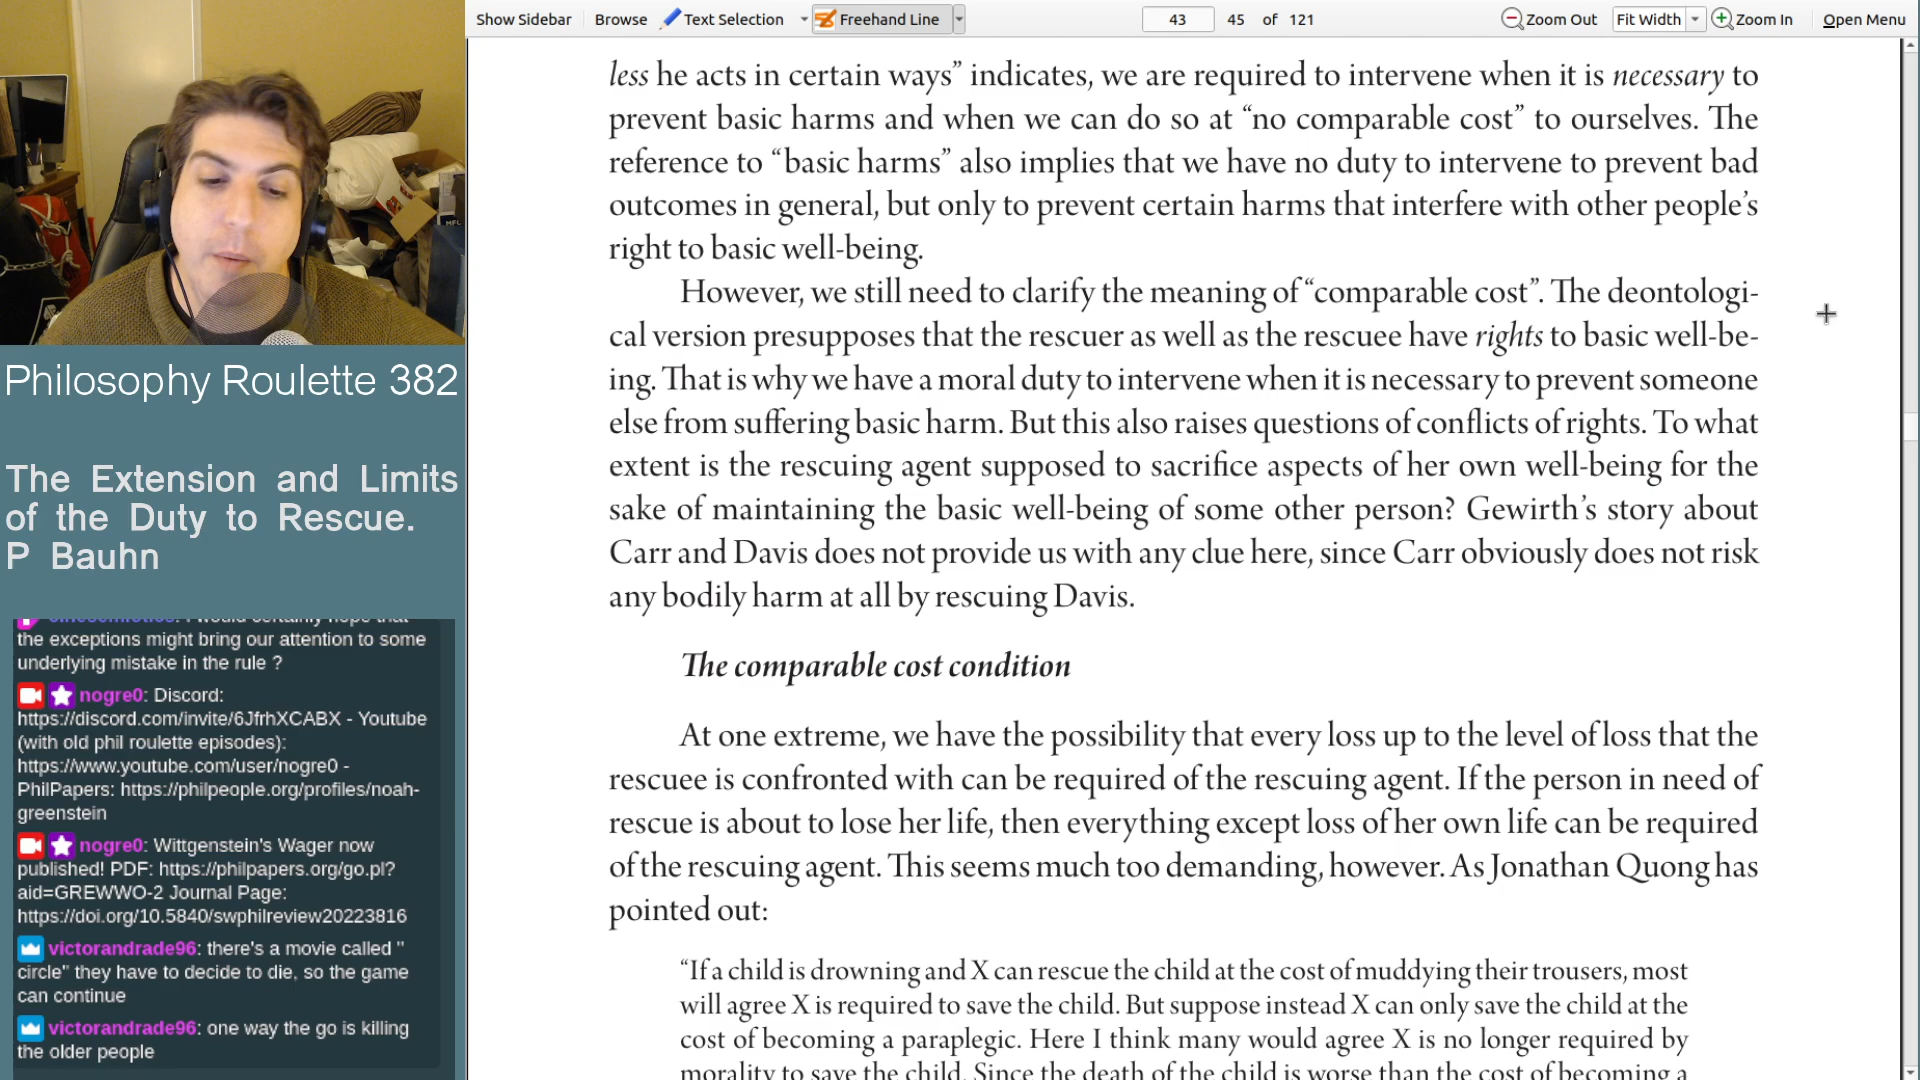 Show Sidebar Browse Text Selection Freehand Line 43 45 of 121 Zoom Out Fit Width Zoom In Open Menu
less he acts in certain ways” indicates, we are required to intervene when it is necessary to
prevent basic harms and when we can do so at “no comparable cost” to ourselves. The
reference to “basic harms” also implies that we have no duty to intervene to prevent bad
outcomes in general, but only to prevent certain harms that interfere with other people’s
right to basic well-being.
However, we still need to clarify the meaning of “comparable cost”. The deontologi-
cal version presupposes that the rescuer as well as the rescuee have rights to basic well-be-
ing. That is why we have a moral duty to intervene when it is necessary to prevent someone
else from suffering basic harm. But this also raises questions of conflicts of rights. To what
extent is the rescuing agent supposed to sacrifice aspects of her own well-being for the
sake of maintaining the basic well-being of some other person? Gewirth’s story about
Carr and Davis does not provide us with any clue here, since Carr obviously does not risk
any bodily harm at all by rescuing Davis.
The comparable cost condition
At one extreme, we have the possibility that every loss up to the level of loss that the
rescuee is confronted with can be required of the rescuing agent. If the person in need of
rescue is about to lose her life, then everything except loss of her own life can be required
of the rescuing agent. This seems much too demanding, however. As Jonathan Quong has
pointed out:
“If a child is drowning and X can rescue the child at the cost of muddying their trousers, most
will agree X is required to save the child. But suppose instead X can only save the child at the
cost of becoming a paraplegic. Here I think many would agree X is no longer required by
morality to save the child. Since the death of the child is worse than the cost of becoming a
Philosophy Roulette 382
The Extension and Limits
of the Duty to Rescue.
P Bauhn
the exceptions might bring our attention to some
underlying mistake in the rule ?
nogre0: Discord:
https://discord.com/invite/6JfrhXCABX - Youtube
(with old phil roulette episodes):
https://www.youtube.com/user/nogre0 -
PhilPapers: https://philpeople.org/profiles/noah-
greenstein
nogre0: Wittgenstein's Wager now
published! PDF: https://philpapers.org/go.pl?
aid=GREWWO-2 Journal Page:
https://doi.org/10.5840/swphilreview20223816
victorandrade96: there's a movie called "
circle" they have to decide to die, so the game
can continue
victorandrade96: one way the go is killing
the older people